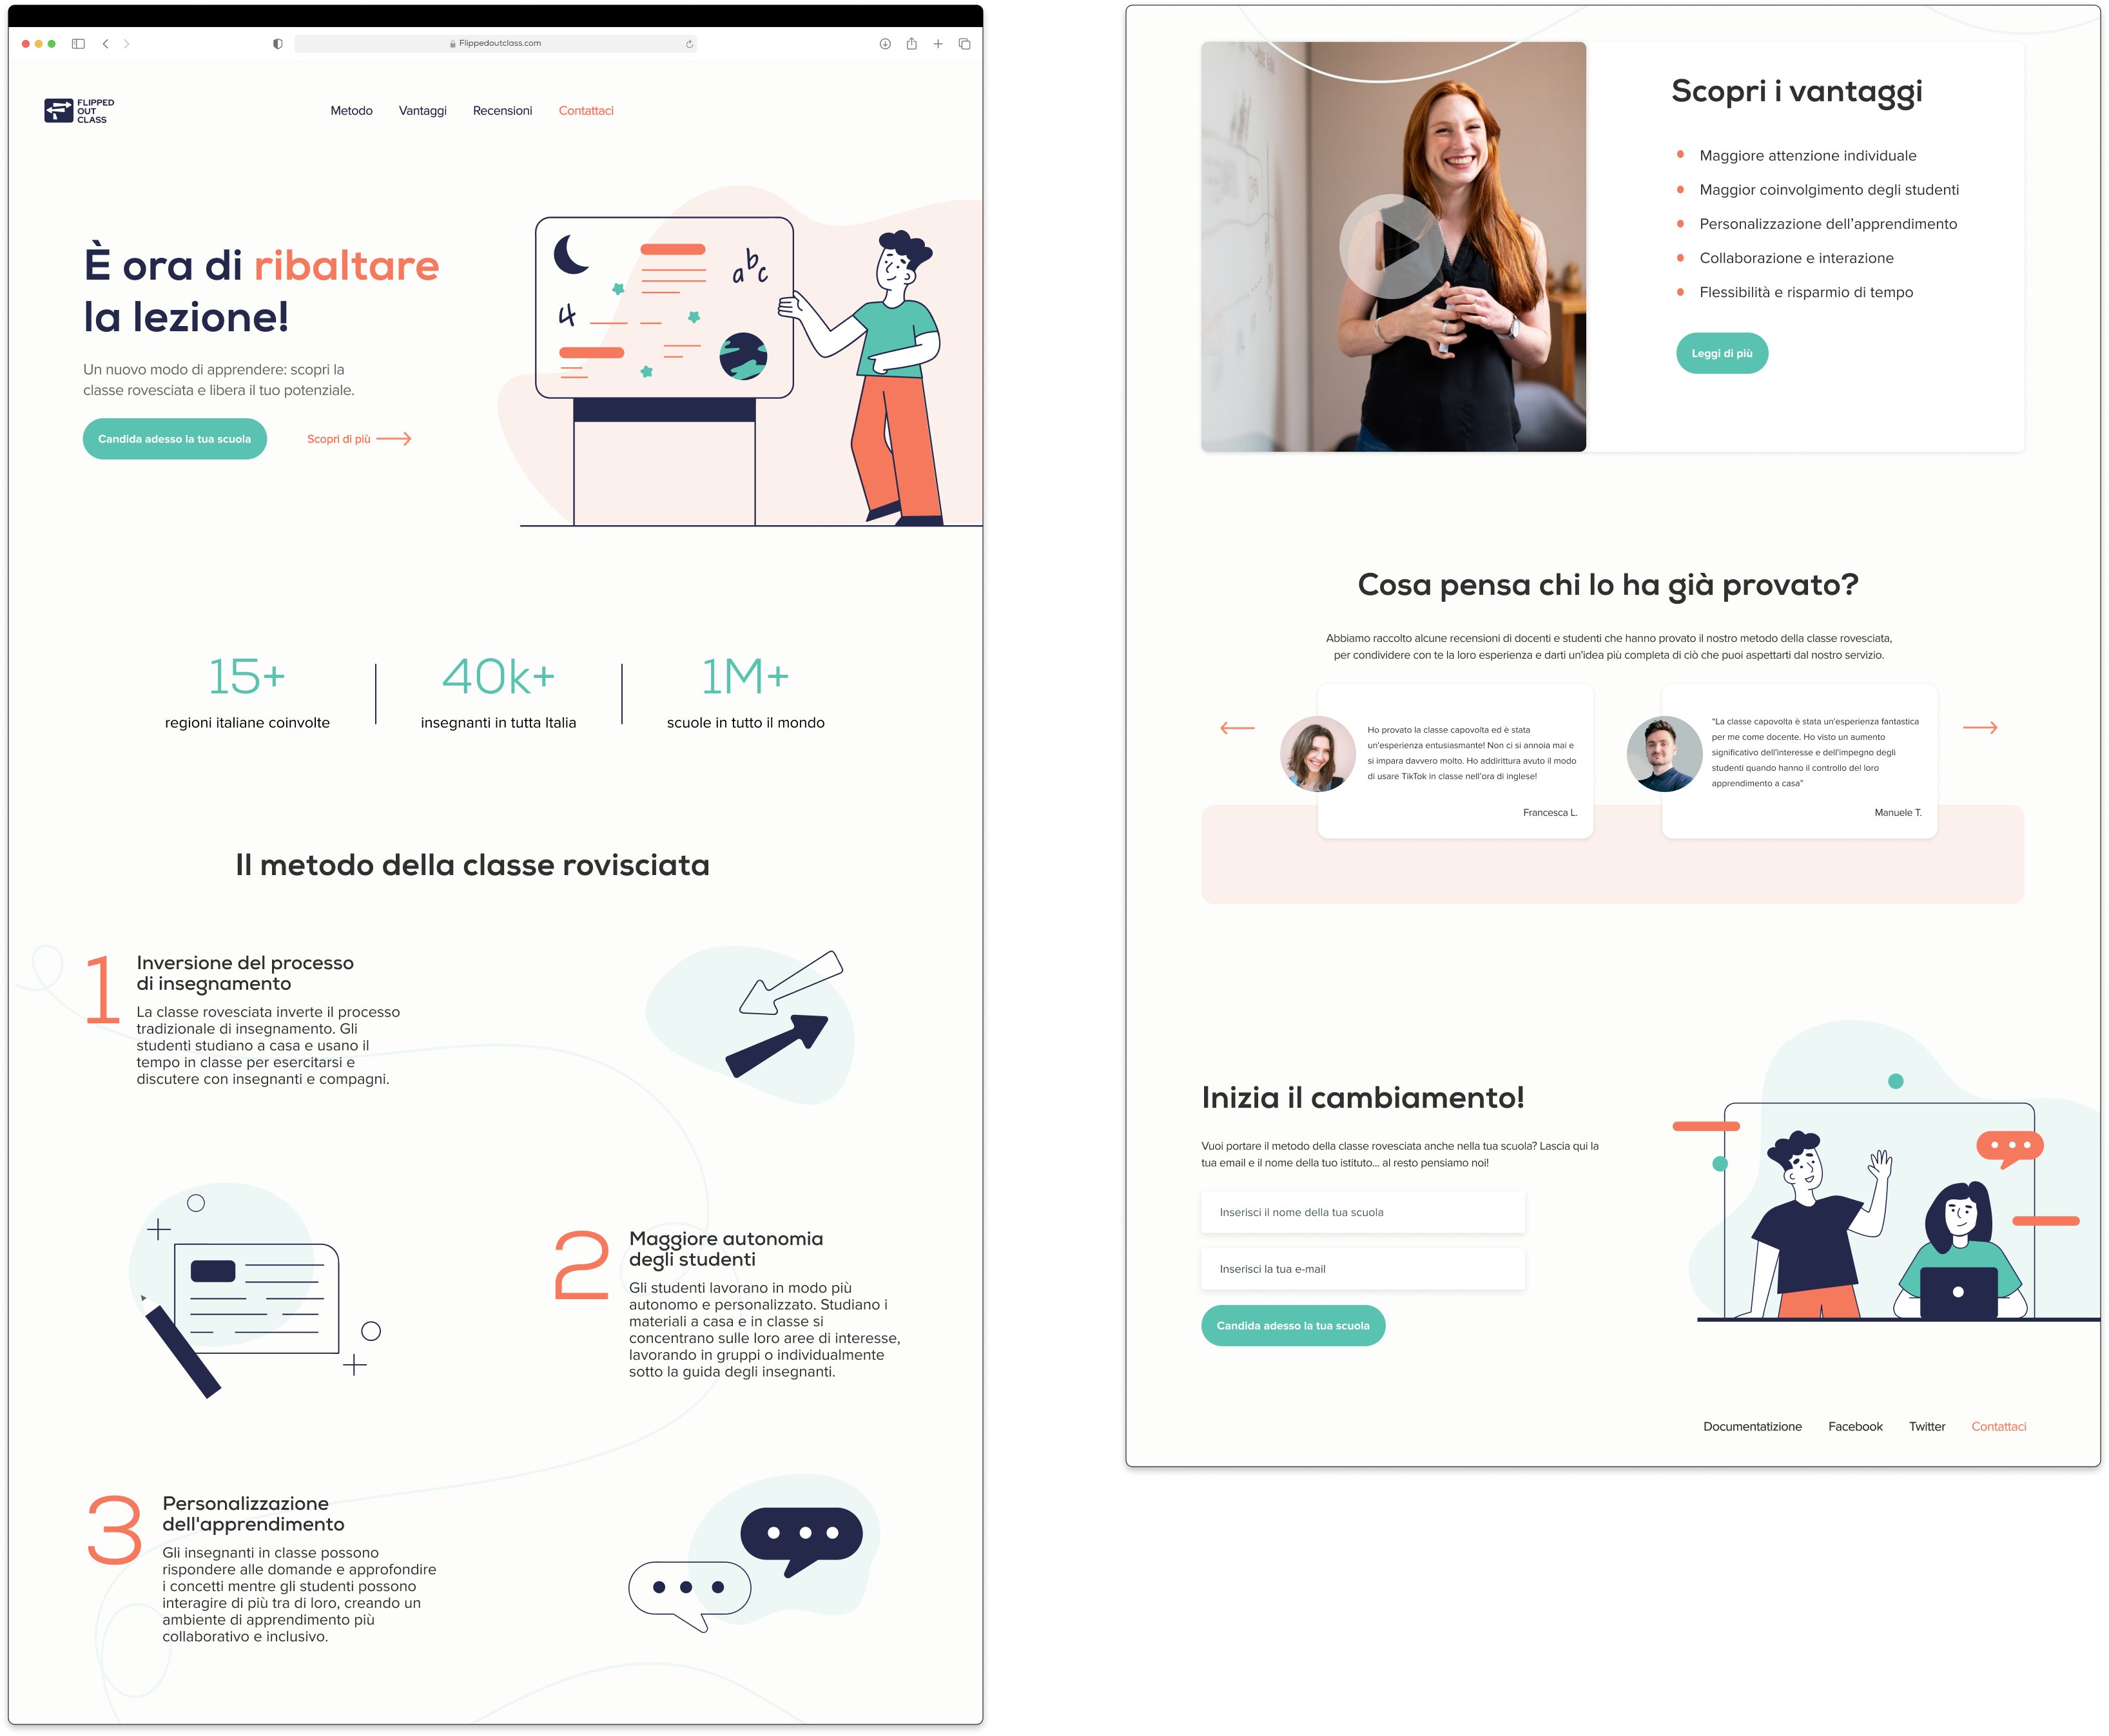 Flippedoutclass.com
FLIPPED
OUT
CLASS
Metodo Vantaggi Recensioni Contattaci
È ora di ribaltare
la lezione!
Un nuovo modo di apprendere: scopri la
classe rovesciata e libera il tuo potenziale.
Candida adesso la tua scuola Scopri di più
4
abc
15+ 40k+ 1M+
regioni italiane coinvolte insegnanti in tutta Italia scuole in tutto il mondo
Il metodo della classe rovisciata
1
Inversione del processo
di insegnamento
La classe rovesciata inverte il processo
tradizionale di insegnamento. Gli
studenti studiano a casa e usano il
tempo in classe per esercitarsi e
discutere con insegnanti e compagni.
2
Maggiore autonomia
degli studenti
Gli studenti lavorano in modo più
autonomo e personalizzato. Studiano i
materiali a casa e in classe si
concentrano sulle loro aree di interesse,
lavorando in gruppi o individualmente
sotto la guida degli insegnanti.
3
Personalizzazione
dell'apprendimento
Gli insegnanti in classe possono
rispondere alle domande e approfondire
i concetti mentre gli studenti possono
interagire di più tra di loro, creando un
ambiente di apprendimento più
collaborativo e inclusivo.
Scopri i vantaggi
Maggiore attenzione individuale
Maggior coinvolgimento degli studenti
Personalizzazione dell'apprendimento
Collaborazione e interazione
Flessibilità e risparmio di tempo
Leggi di più
Cosa pensa chi lo ha già provato?
Abbiamo raccolto alcune recensioni di docenti e studenti che hanno provato il nostro metodo della classe rovesciata,
per condividere con te la loro esperienza e darti un'idea più completa di ciò che puoi aspettarti dal nostro servizio.
Ho provato la classe capovolta ed è stata
un'esperienza entusiasmante! Non ci si annoia mai e
si impara davvero molto. Ho addirittura avuto il modo
di usare TikTok in classe nell'ora di inglese!
Francesca L.
“La classe capovolta è stata un'esperienza fantastica
per me come docente. Ho visto un aumento
significativo dell'interesse e dell'impegno degli
studenti quando hanno il controllo del loro
apprendimento a casa”
Manuele T.
Inizia il cambiamento!
Vuoi portare il metodo della classe rovesciata anche nella tua scuola? Lascia qui la
tua email e il nome della tuo istituto... al resto pensiamo noi!
Inserisci il nome della tua scuola
Inserisci la tua e-mail
Candida adesso la tua scuola
Documentatizione Facebook Twitter Contattaci